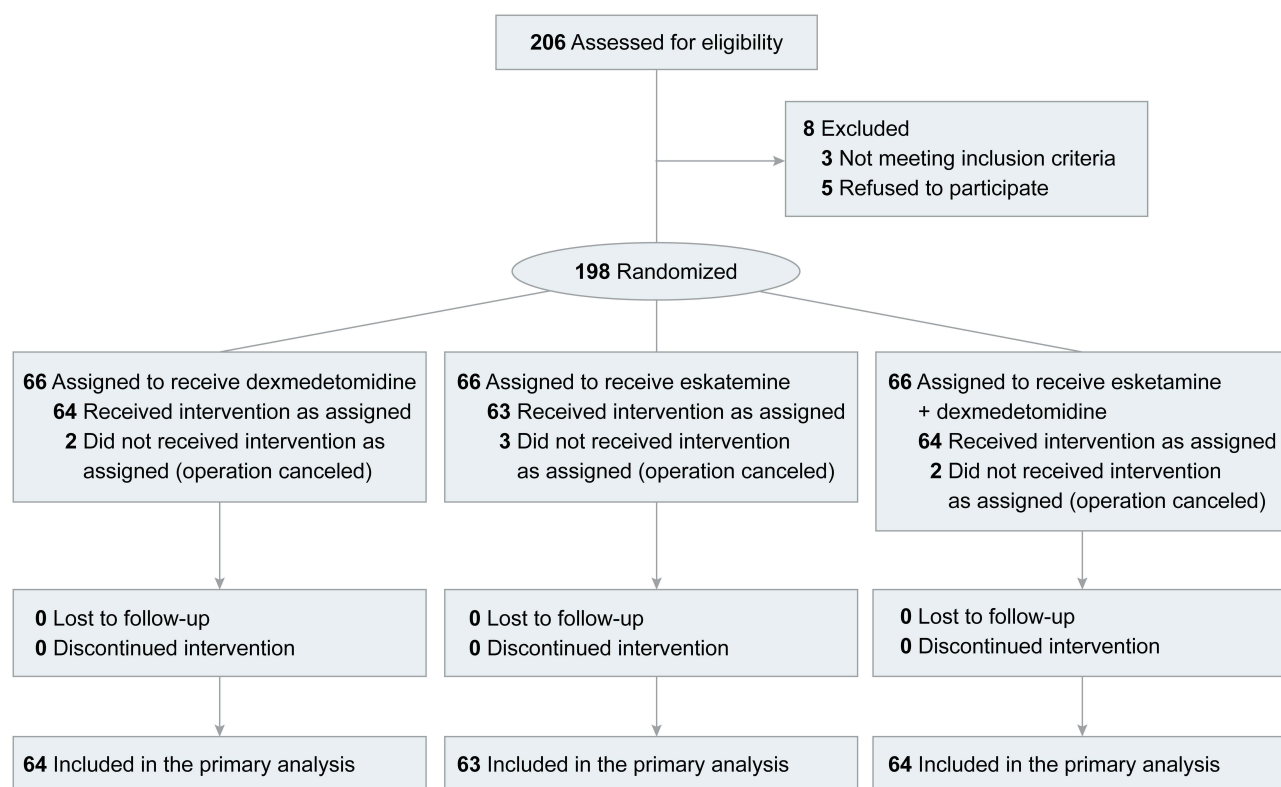 206 Assessed for eligibility
8 Excluded
3 Not meeting inclusion criteria
5 Refused to participate
198 Randomized
66 Assigned to receive dexmedetomidine
64 Received intervention as assigned
2 Did not received intervention as
assigned (operation canceled)
66 Assigned to receive eskatemine
63 Received intervention as assigned
3 Did not received intervention
as assigned (operation canceled)
66 Assigned to receive esketamine
+ dexmedetomidine
64 Received intervention as assigned
2 Did not received intervention
as assigned (operation canceled)
0 Lost to follow-up
0 Discontinued intervention
0 Lost to follow-up
0 Discontinued intervention
0 Lost to follow-up
0 Discontinued intervention
64 Included in the primary analysis
63 Included in the primary analysis
64 Included in the primary analysis